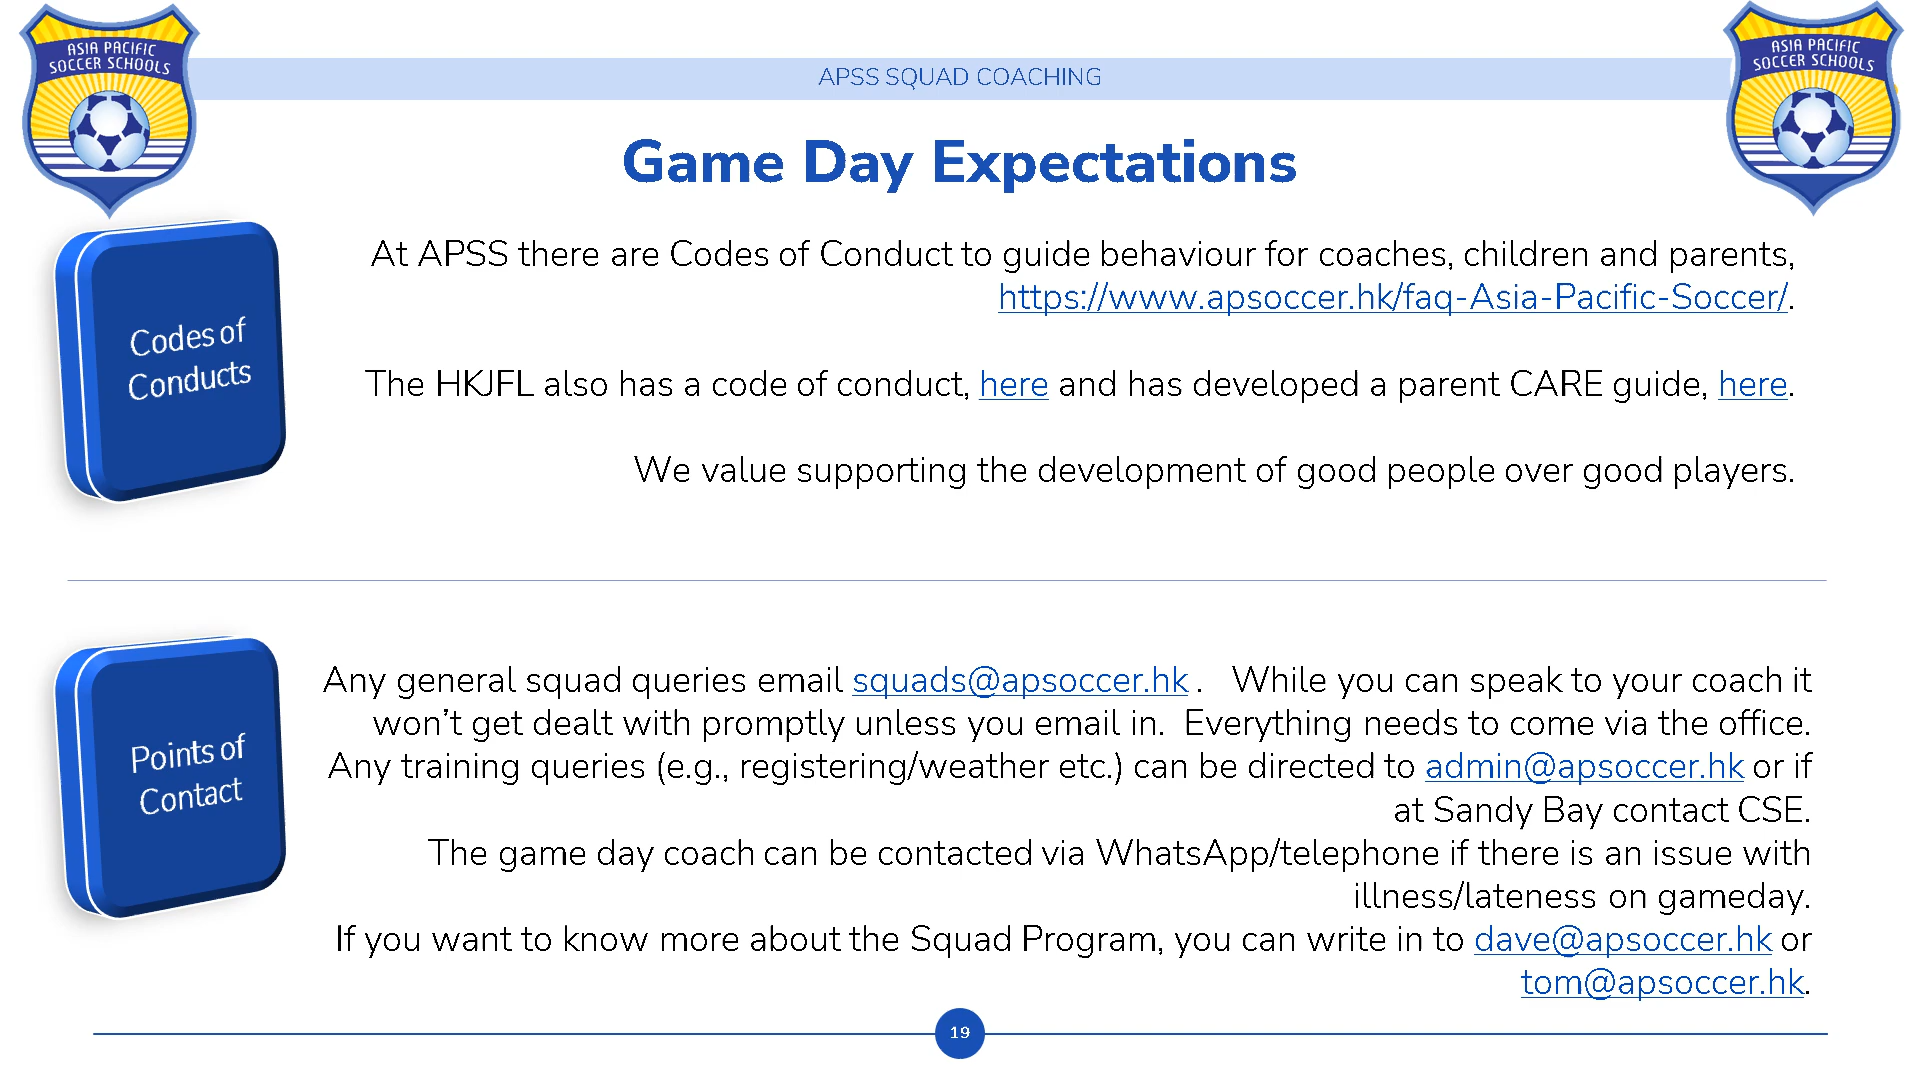 ASIA PACIFIC
SOCCER SCHOOLS
ASIA PACIFIC
SOCCER SCHOOLS
APSS SQUAD COACHING
Game Day Expectations
Codes of
Conducts
At APSS there are Codes of Conduct to guide behaviour for coaches, children and parents,
https://www.apsoccer.hk/faq-Asia-Pacific-Soccer/.
The HKJFL also has a code of conduct, here and has developed a parent CARE guide, here.
We value supporting the development of good people over good players.
Points of
Contact
Any general squad queries email squads@apsoccer.hk .   While you can speak to your coach it
won’t get dealt with promptly unless you email in.  Everything needs to come via the office.
Any training queries (e.g., registering/weather etc.) can be directed to admin@apsoccer.hk or if
at Sandy Bay contact CSE.
The game day coach can be contacted via WhatsApp/telephone if there is an issue with
illness/lateness on gameday.
If you want to know more about the Squad Program, you can write in to dave@apsoccer.hk or
tom@apsoccer.hk.
19